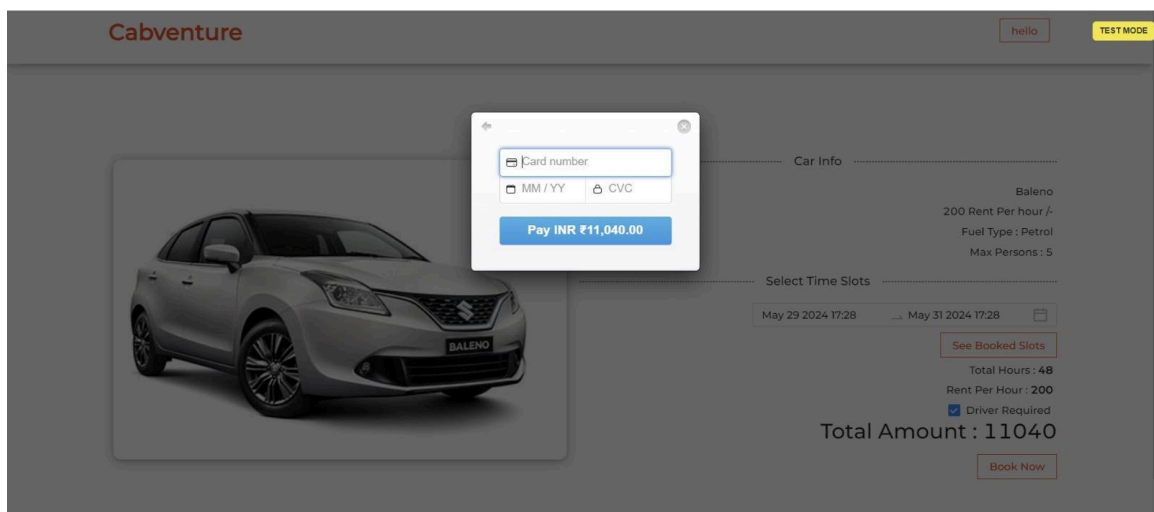 Cabventure
hello
TEST MODE
Card number
MM / YY
CVC
Pay INR ₹11,040.00
BALENO
Car Info
Baleno
200 Rent Per hour /-
Fuel Type : Petrol
Max Persons : 5
Select Time Slots
May 29 2024 17:28 → May 31 2024 17:28
See Booked Slots
Total Hours : 48
Rent Per Hour : 200
Driver Required
Total Amount : 11040
Book Now